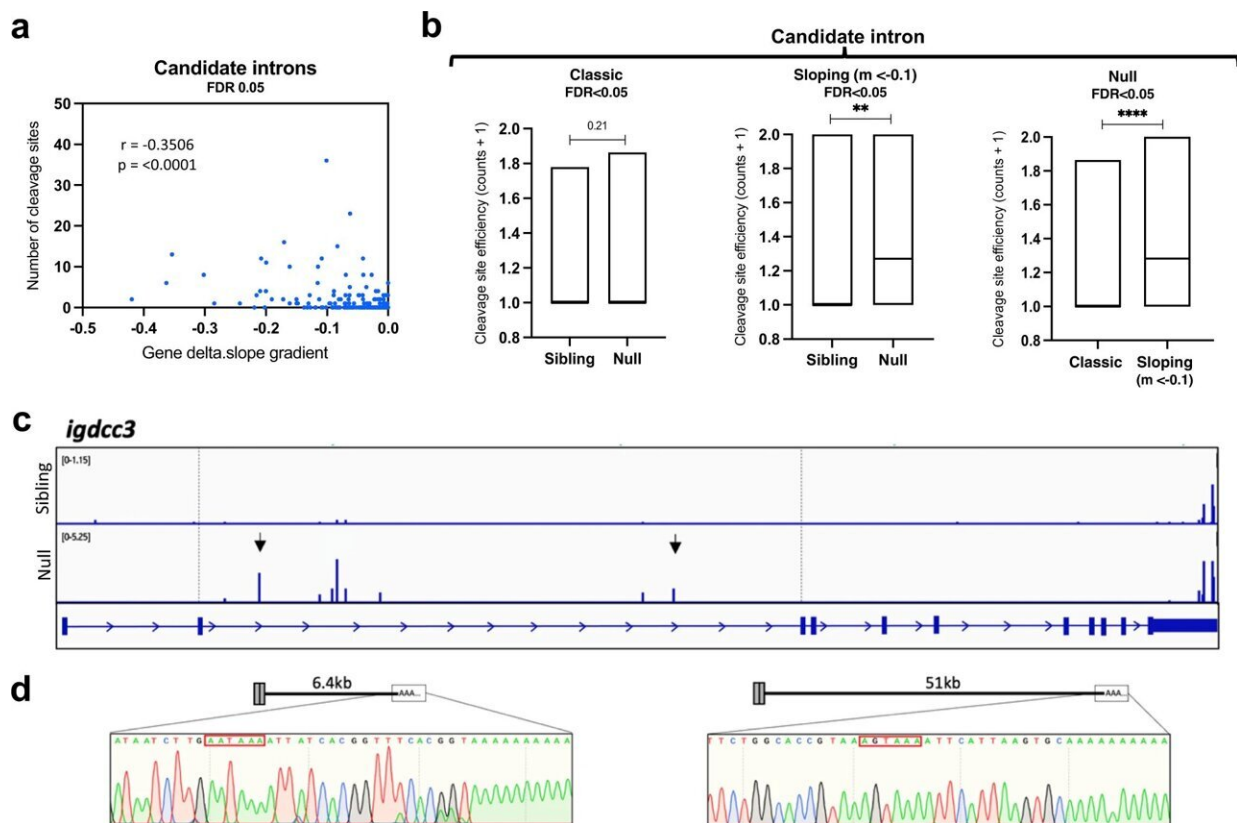 a
Candidate introns
FDR 0.05
50
40
30
20
10
0
-0.5 -0.4 -0.3 -0.2 -0.1 0.0
r = -0.3506
p = <0.0001
Number of cleavage sites
Gene delta.slope gradient
b
Candidate intron
Classic
FDR<0.05
0.21
2.0
1.8
1.6
1.4
1.2
1.0
0.8
Cleavage site efficiency (counts + 1)
Sibling Null
Sloping (m <-0.1)
FDR<0.05
**
2.0
1.8
1.6
1.4
1.2
1.0
0.8
Cleavage site efficiency (counts + 1)
Sibling Null
Null
FDR<0.05
****
2.0
1.8
1.6
1.4
1.2
1.0
0.8
Cleavage site efficiency (counts + 1)
Classic Sloping
(m <-0.1)
c
igdcc3
Sibling
[0-1.15]
Null
[0-5.25]
d
6.4kb
AAA...
ATAATCTTGAATAAAATTATCACGGTTTCACGGTAAAAAAAAAA
51kb
AAA...
TTCTGGCACCGTAAAGTAAAATTCATTAAGTGCAAAAAAAAAA